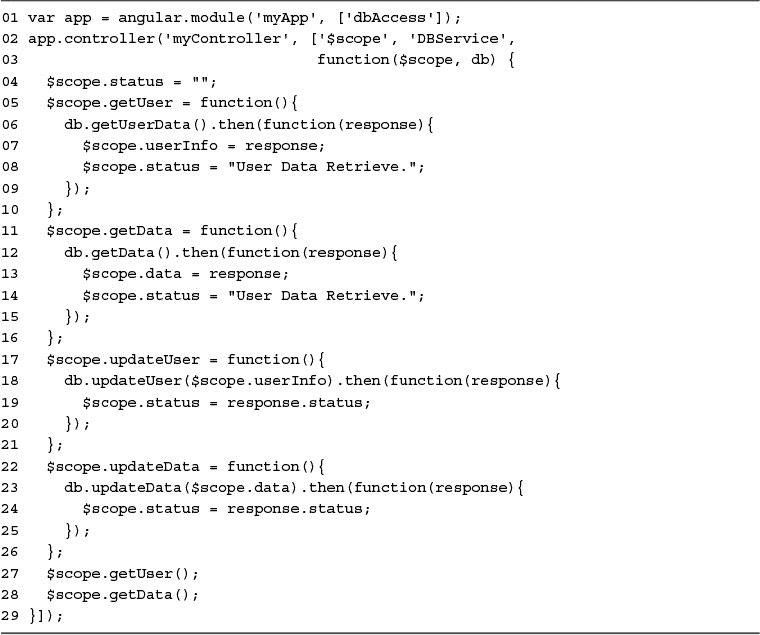 01 var app = angular.module('myApp', ['dbAccess']);
02 app.controller('myController', ['$scope', 'DBService',
03                                 function($scope, db) {
04   $scope.status = "";
05   $scope.getUser = function(){
06     db.getUserData().then(function(response){
07       $scope.userInfo = response;
08       $scope.status = "User Data Retrieve.";
09     });
10   };
11   $scope.getData = function(){
12     db.getData().then(function(response){
13       $scope.data = response;
14       $scope.status = "User Data Retrieve.";
15     });
16   };
17   $scope.updateUser = function(){
18     db.updateUser($scope.userInfo).then(function(response){
19       $scope.status = response.status;
20     });
21   };
22   $scope.updateData = function(){
23     db.updateData($scope.data).then(function(response){
24       $scope.status = response.status;
25     });
26   };
27   $scope.getUser();
28   $scope.getData();
29 }]);